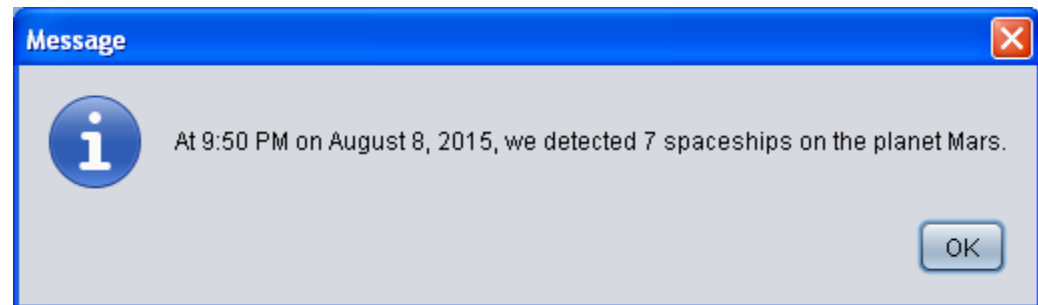 Message
At 9:50 PM on August 8, 2015, we detected 7 spaceships on the planet Mars.
OK